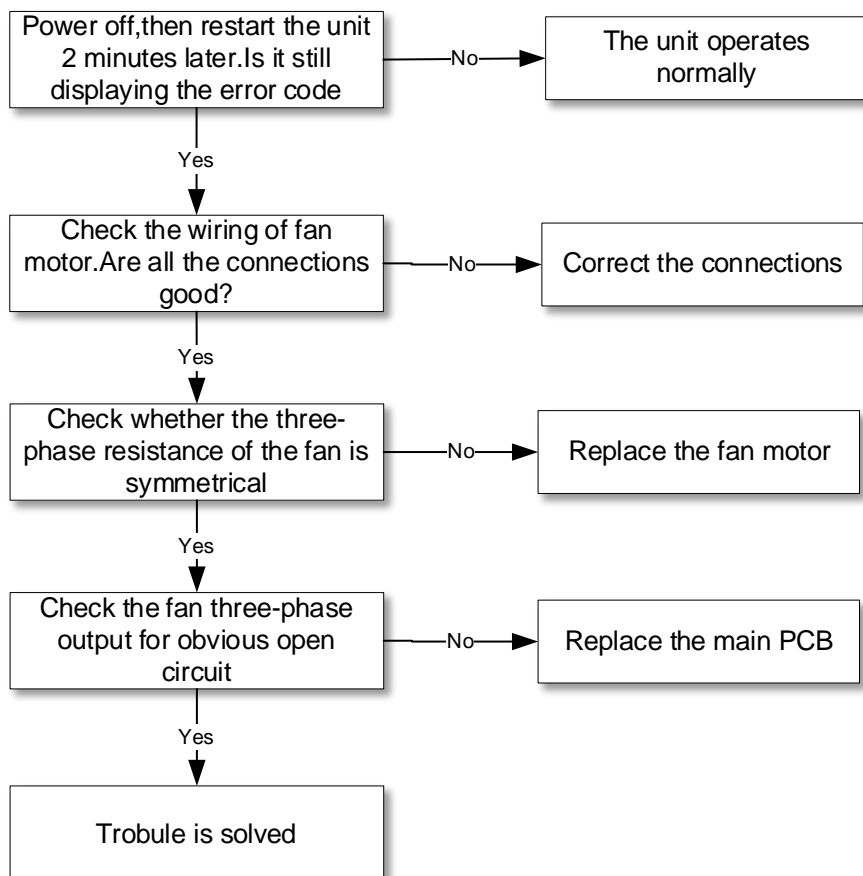 Power off,then restart the unit
2 minutes later.Is it still
displaying the error code
No
The unit operates
normally
Yes
Check the wiring of fan
motor.Are all the connections
good?
No
Correct the connections
Yes
Check whether the three-
phase resistance of the fan is
symmetrical
No
Replace the fan motor
Yes
Check the fan three-phase
output for obvious open
circuit
No
Replace the main PCB
Yes
Trobule is solved